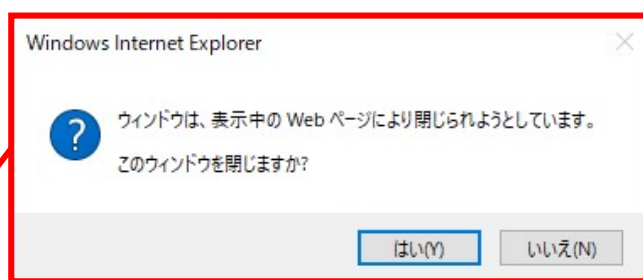 Windows Internet Explorer
ウィンドウは、表示中の Web ページにより閉じられようとしています。
このウィンドウを閉じますか?
はい(Y)
いいえ(N)